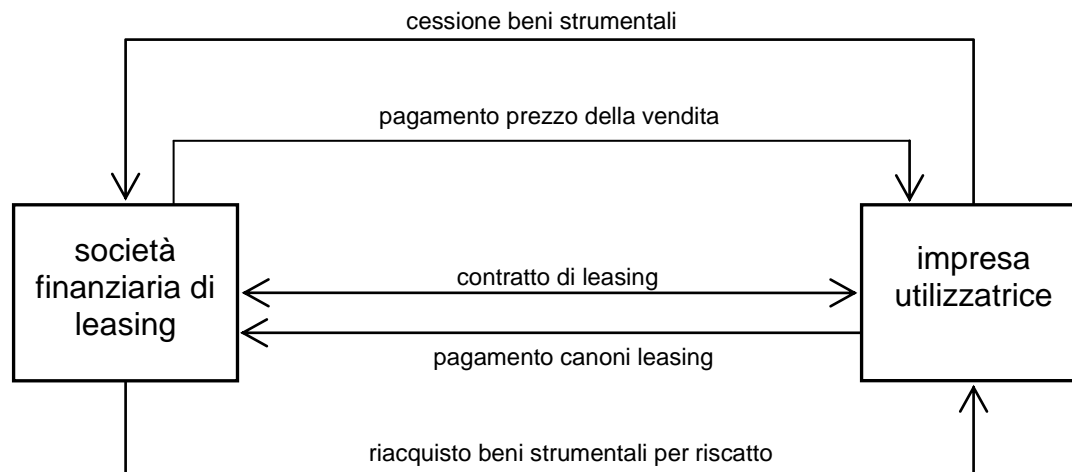 cessione beni strumentali
pagamento prezzo della vendita
società
finanziaria di
leasing
contratto di leasing
impresa
utilizzatrice
pagamento canoni leasing
riacquisto beni strumentali per riscatto